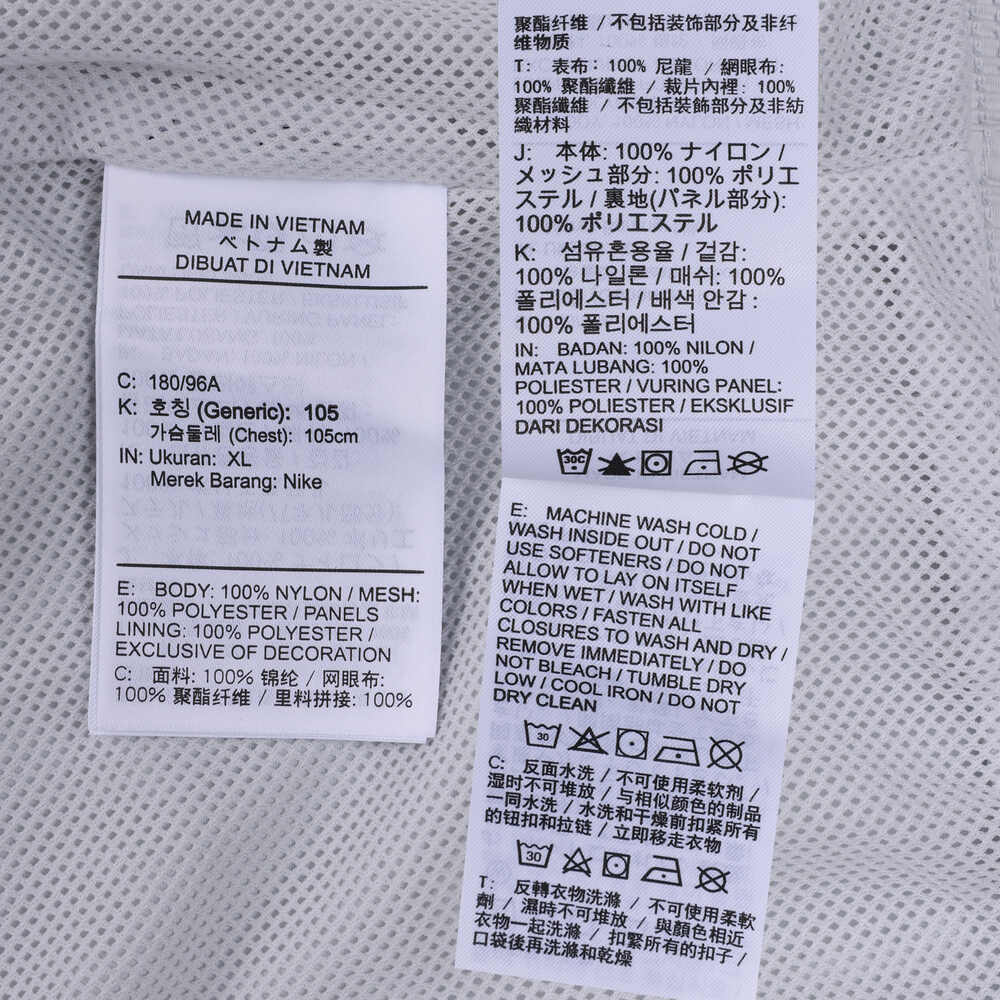 MADE IN VIETNAM
ベトナム製
DIBUAT DI VIETNAM
C: 180/96A
K: 호칭 (Generic): 105
가슴둘레 (Chest): 105cm
IN: Ukuran: XL
Merek Barang: Nike
E: BODY: 100% NYLON / MESH:
100% POLYESTER / PANELS
LINING: 100% POLYESTER /
EXCLUSIVE OF DECORATION
C: 面料: 100% 锦纶 / 网眼布:
100% 聚酯纤维 / 里料拼接: 100%
聚酯纤维 / 不包括装饰部分及非纤
维物质
T: 表布: 100% 尼龍 / 網眼布:
100% 聚酯纖維 / 裁片內裡: 100%
聚酯纖維 / 不包括裝飾部分及非紡
織材料
J: 本体: 100% ナイロン /
メッシュ部分: 100% ポリエ
ステル / 裏地(パネル部分):
100% ポリエステル
K: 섬유혼용율 / 겉감:
100% 나일론 / 매쉬: 100%
폴리에스터 / 배색 안감:
100% 폴리에스터
IN: BADAN: 100% NILON /
MATA LUBANG: 100%
POLIESTER / VURING PANEL:
100% POLIESTER / EKSKLUSIF
DARI DEKORASI
30C
E: MACHINE WASH COLD /
WASH INSIDE OUT / DO NOT
USE SOFTENERS / DO NOT
ALLOW TO LAY ON ITSELF
WHEN WET / WASH WITH LIKE
COLORS / FASTEN ALL
CLOSURES TO WASH AND DRY /
REMOVE IMMEDIATELY / DO
NOT BLEACH / TUMBLE DRY
LOW / COOL IRON / DO NOT
DRY CLEAN
30
C: 反面水洗 / 不可使用柔软剂 /
湿时不可堆放 / 与相似颜色的制品
一同水洗 / 水洗和干燥前扣紧所有
的钮扣和拉链 / 立即移走衣物
30
T: 反轉衣物洗滌 / 不可使用柔軟
劑 / 濕時不可堆放 / 與顏色相近
衣物一起洗滌 / 扣緊所有的扣子 /
口袋後再洗滌和乾燥